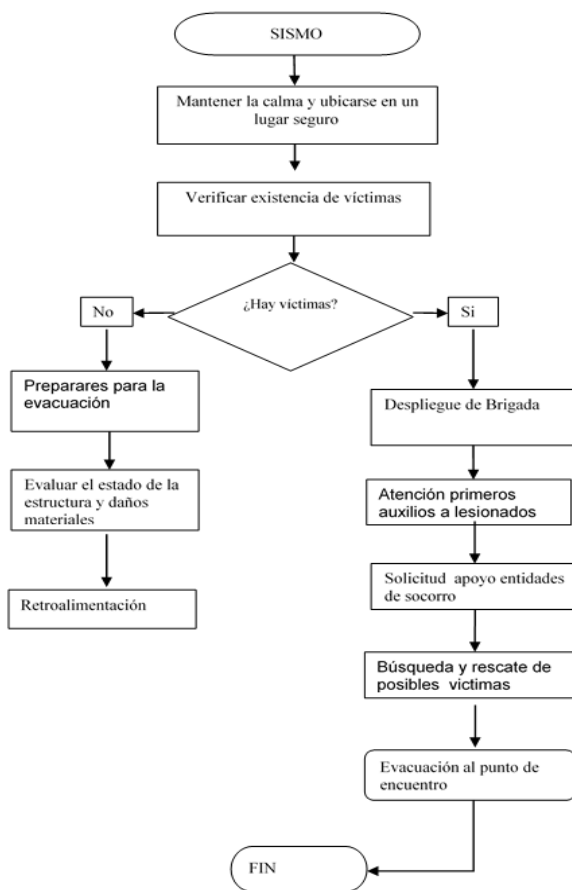 SISMO
Mantener la calma y ubicarse en un
lugar seguro
Verificar existencia de víctimas
¿Hay víctimas?
No
Si
Preparares para la
evacuación
Despliegue de Brigada
Evaluar el estado de la
estructura y daños
materiales
Atención primeros
auxilios a lesionados
Retroalimentación
Solicitud apoyo entidades
de socorro
Búsqueda y rescate de
posibles victimas
Evacuación al punto de
encuentro
FIN